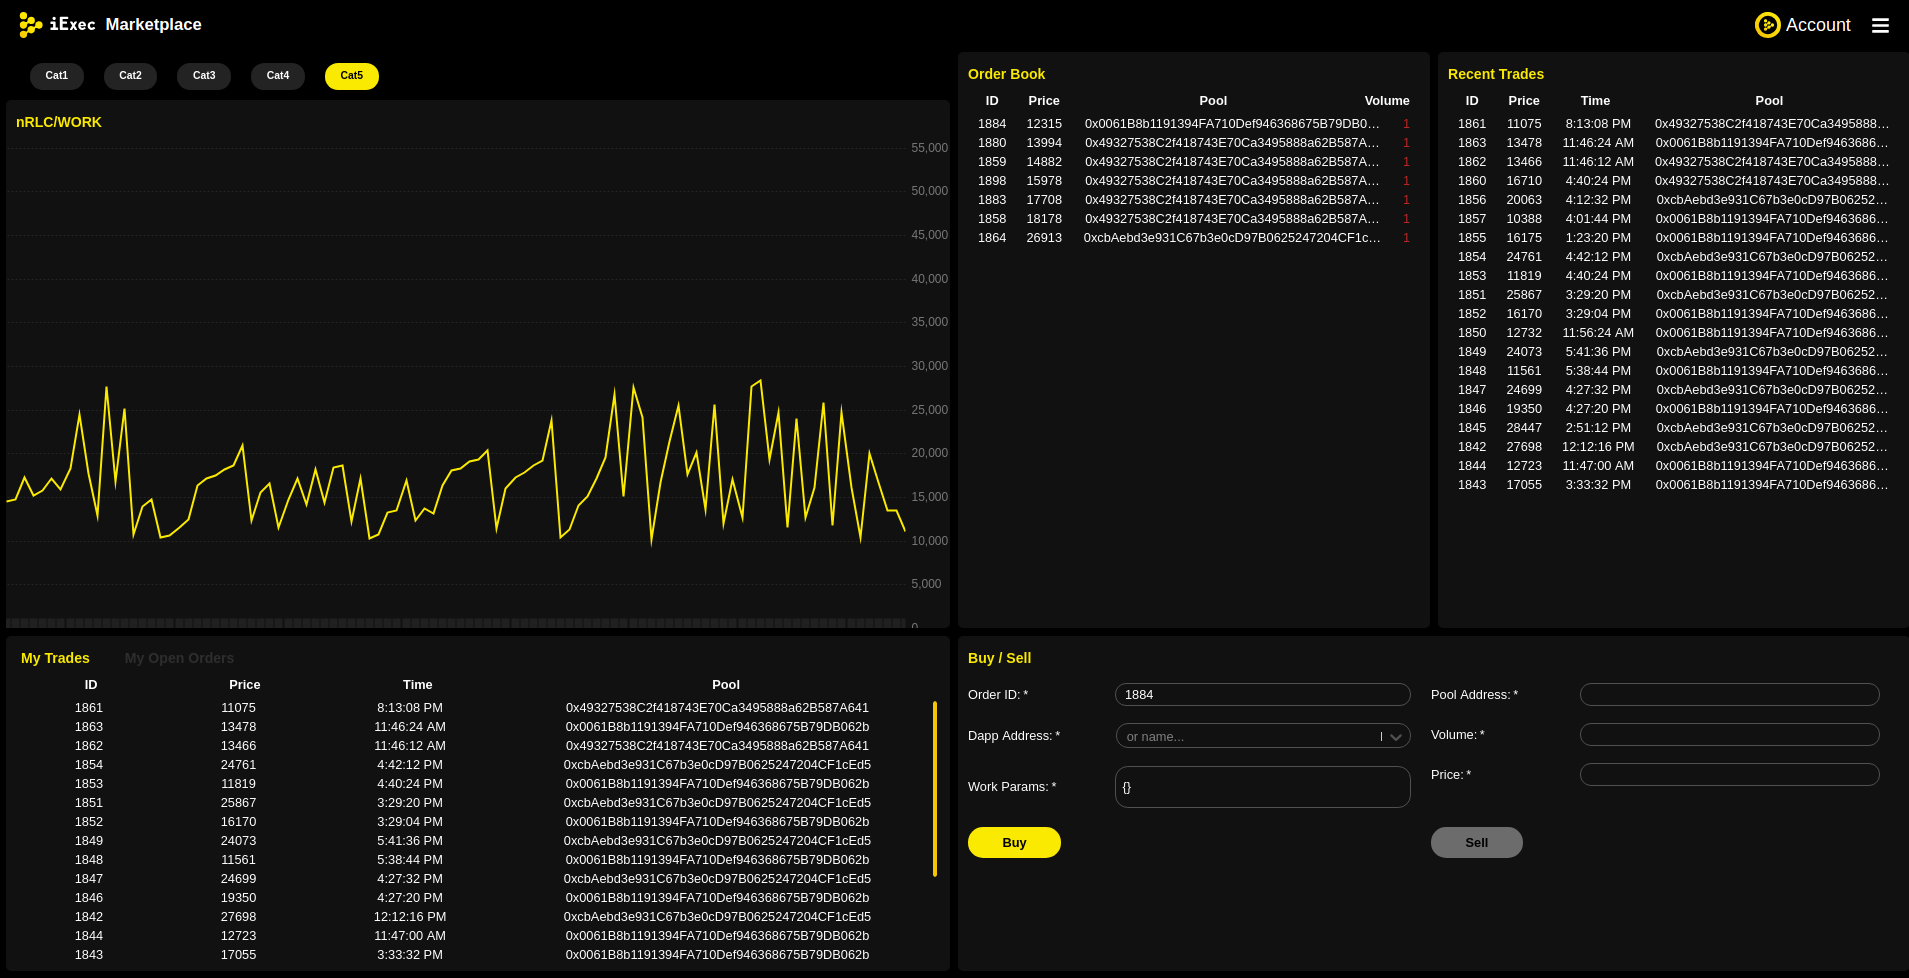 iExec Marketplace
Account
Cat1 Cat2 Cat3 Cat4 Cat5
nRLC/WORK
55,000
50,000
45,000
40,000
35,000
30,000
25,000
20,000
15,000
10,000
5,000
0
Order Book
ID Price Pool Volume
1884 12315 0x0061B8b1191394FA710Def946368675B79DB0… 1
1880 13994 0x49327538C2f418743E70Ca3495888a62B587A… 1
1859 14882 0x49327538C2f418743E70Ca3495888a62B587A… 1
1898 15978 0x49327538C2f418743E70Ca3495888a62B587A… 1
1883 17708 0x49327538C2f418743E70Ca3495888a62B587A… 1
1858 18178 0x49327538C2f418743E70Ca3495888a62B587A… 1
1864 26913 0xcbAebd3e931C67b3e0cD97B0625247204CF1c… 1
Recent Trades
ID Price Time Pool
1861 11075 8:13:08 PM 0x49327538C2f418743E70Ca3495888…
1863 13478 11:46:24 AM 0x0061B8b1191394FA710Def9463686…
1862 13466 11:46:12 AM 0x49327538C2f418743E70Ca3495888…
1860 16710 4:40:24 PM 0x49327538C2f418743E70Ca3495888…
1856 20063 4:12:32 PM 0xcbAebd3e931C67b3e0cD97B06252…
1857 10388 4:01:44 PM 0x0061B8b1191394FA710Def9463686…
1855 16175 1:23:20 PM 0x0061B8b1191394FA710Def9463686…
1854 24761 4:42:12 PM 0xcbAebd3e931C67b3e0cD97B06252…
1853 11819 4:40:24 PM 0x0061B8b1191394FA710Def9463686…
1851 25867 3:29:20 PM 0xcbAebd3e931C67b3e0cD97B06252…
1852 16170 3:29:04 PM 0x0061B8b1191394FA710Def9463686…
1850 12732 11:56:24 AM 0x0061B8b1191394FA710Def9463686…
1849 24073 5:41:36 PM 0xcbAebd3e931C67b3e0cD97B06252…
1848 11561 5:38:44 PM 0x0061B8b1191394FA710Def9463686…
1847 24699 4:27:32 PM 0xcbAebd3e931C67b3e0cD97B06252…
1846 19350 4:27:20 PM 0x0061B8b1191394FA710Def9463686…
1845 28447 2:51:12 PM 0xcbAebd3e931C67b3e0cD97B06252…
1842 27698 12:12:16 PM 0xcbAebd3e931C67b3e0cD97B06252…
1844 12723 11:47:00 AM 0x0061B8b1191394FA710Def9463686…
1843 17055 3:33:32 PM 0x0061B8b1191394FA710Def9463686…
My Trades My Open Orders
ID Price Time Pool
1861 11075 8:13:08 PM 0x49327538C2f418743E70Ca3495888a62B587A641
1863 13478 11:46:24 AM 0x0061B8b1191394FA710Def946368675B79DB062b
1862 13466 11:46:12 AM 0x49327538C2f418743E70Ca3495888a62B587A641
1854 24761 4:42:12 PM 0xcbAebd3e931C67b3e0cD97B0625247204CF1cEd5
1853 11819 4:40:24 PM 0x0061B8b1191394FA710Def946368675B79DB062b
1851 25867 3:29:20 PM 0xcbAebd3e931C67b3e0cD97B0625247204CF1cEd5
1852 16170 3:29:04 PM 0x0061B8b1191394FA710Def946368675B79DB062b
1849 24073 5:41:36 PM 0xcbAebd3e931C67b3e0cD97B0625247204CF1cEd5
1848 11561 5:38:44 PM 0x0061B8b1191394FA710Def946368675B79DB062b
1847 24699 4:27:32 PM 0xcbAebd3e931C67b3e0cD97B0625247204CF1cEd5
1846 19350 4:27:20 PM 0x0061B8b1191394FA710Def946368675B79DB062b
1842 27698 12:12:16 PM 0xcbAebd3e931C67b3e0cD97B0625247204CF1cEd5
1844 12723 11:47:00 AM 0x0061B8b1191394FA710Def946368675B79DB062b
1843 17055 3:33:32 PM 0x0061B8b1191394FA710Def946368675B79DB062b
Buy / Sell
Order ID: * 1884
Dapp Address: * or name...
Work Params: * {}
Buy
Pool Address: *
Volume: *
Price: *
Sell